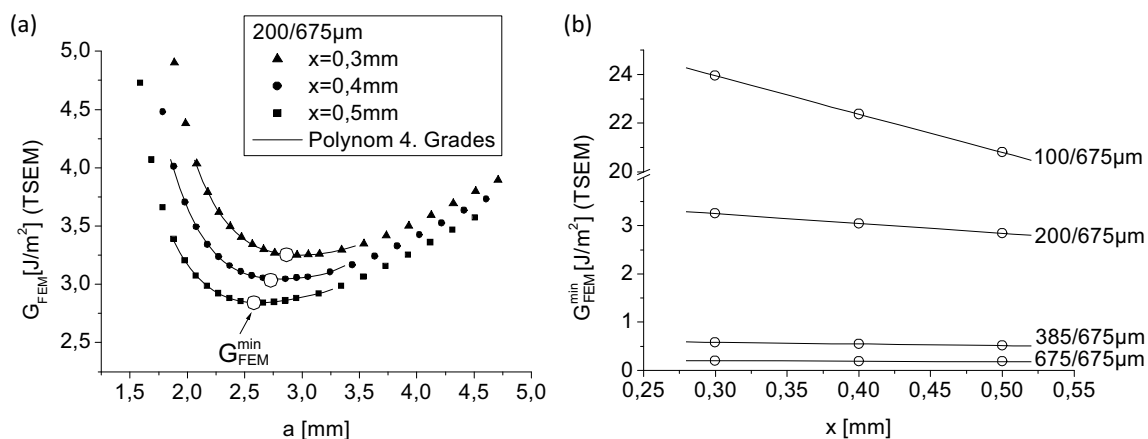 (a)
200/675µm
x=0,3mm
x=0,4mm
x=0,5mm
Polynom 4. Grades
5,0
4,5
4,0
3,5
3,0
2,5
G_FEM [J/m²] (TSEM)
G_FEM^min
1,5 2,0 2,5 3,0 3,5 4,0 4,5 5,0
a [mm]
(b)
24
22
20
3
2
1
0
G_FEM^min [J/m²] (TSEM)
100/675µm
200/675µm
385/675µm
675/675µm
0,25 0,30 0,35 0,40 0,45 0,50 0,55
x [mm]